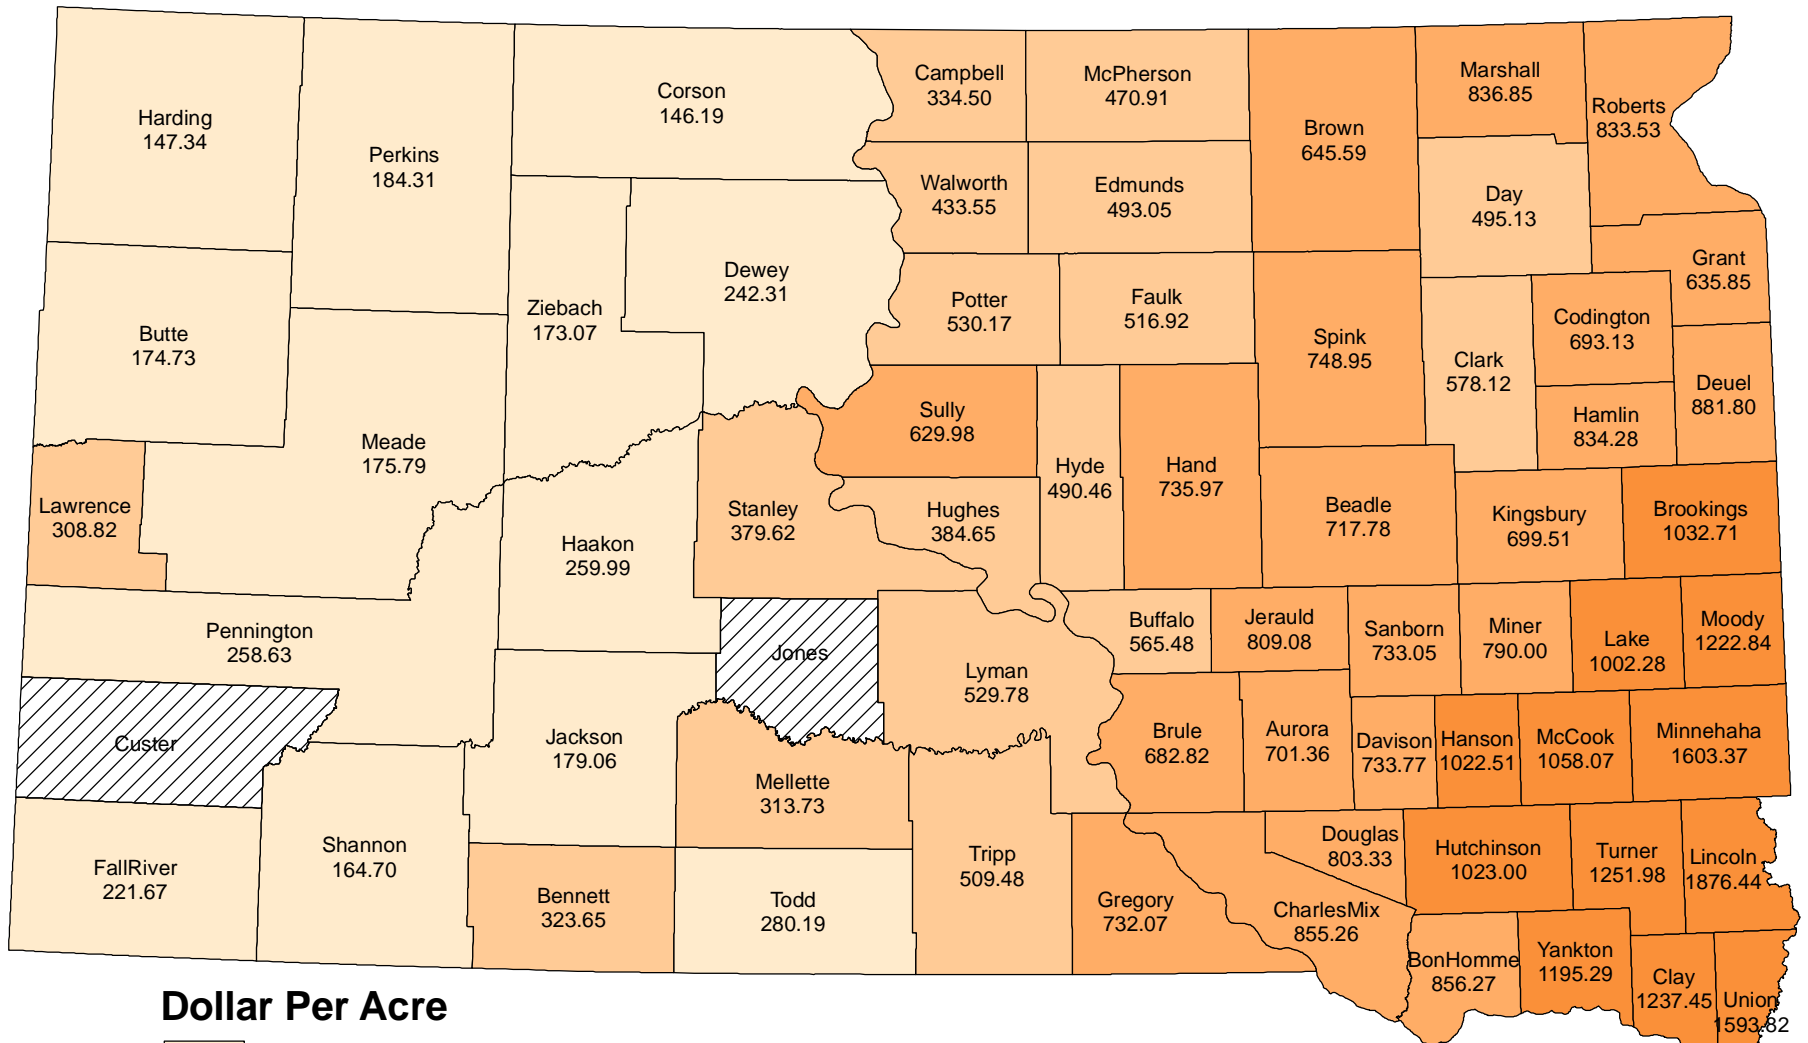 Harding
147.34
Perkins
184.31
Corson
146.19
Campbell
334.50
McPherson
470.91
Brown
645.59
Marshall
836.85
Roberts
833.53
Walworth
433.55
Edmunds
493.05
Day
495.13
Butte
174.73
Ziebach
173.07
Dewey
242.31
Potter
530.17
Faulk
516.92
Spink
748.95
Clark
578.12
Codington
693.13
Grant
635.85
Deuel
881.80
Hamlin
834.28
Meade
175.79
Sully
629.98
Hyde
490.46
Hand
735.97
Beadle
717.78
Kingsbury
699.51
Brookings
1032.71
Lawrence
308.82
Haakon
259.99
Stanley
379.62
Hughes
384.65
Pennington
258.63
Jones
Lyman
529.78
Buffalo
565.48
Jerauld
809.08
Sanborn
733.05
Miner
790.00
Lake
1002.28
Moody
1222.84
Custer
Jackson
179.06
Mellette
313.73
Brule
682.82
Aurora
701.36
Davison
733.77
Hanson
1022.51
McCook
1058.07
Minnehaha
1603.37
FallRiver
221.67
Shannon
164.70
Bennett
323.65
Todd
280.19
Tripp
509.48
Gregory
732.07
CharlesMix
855.26
Douglas
803.33
Hutchinson
1023.00
Turner
1251.98
Lincoln
1876.44
BonHomme
856.27
Yankton
1195.29
Clay
1237.45
Union
1593.82
Dollar Per Acre